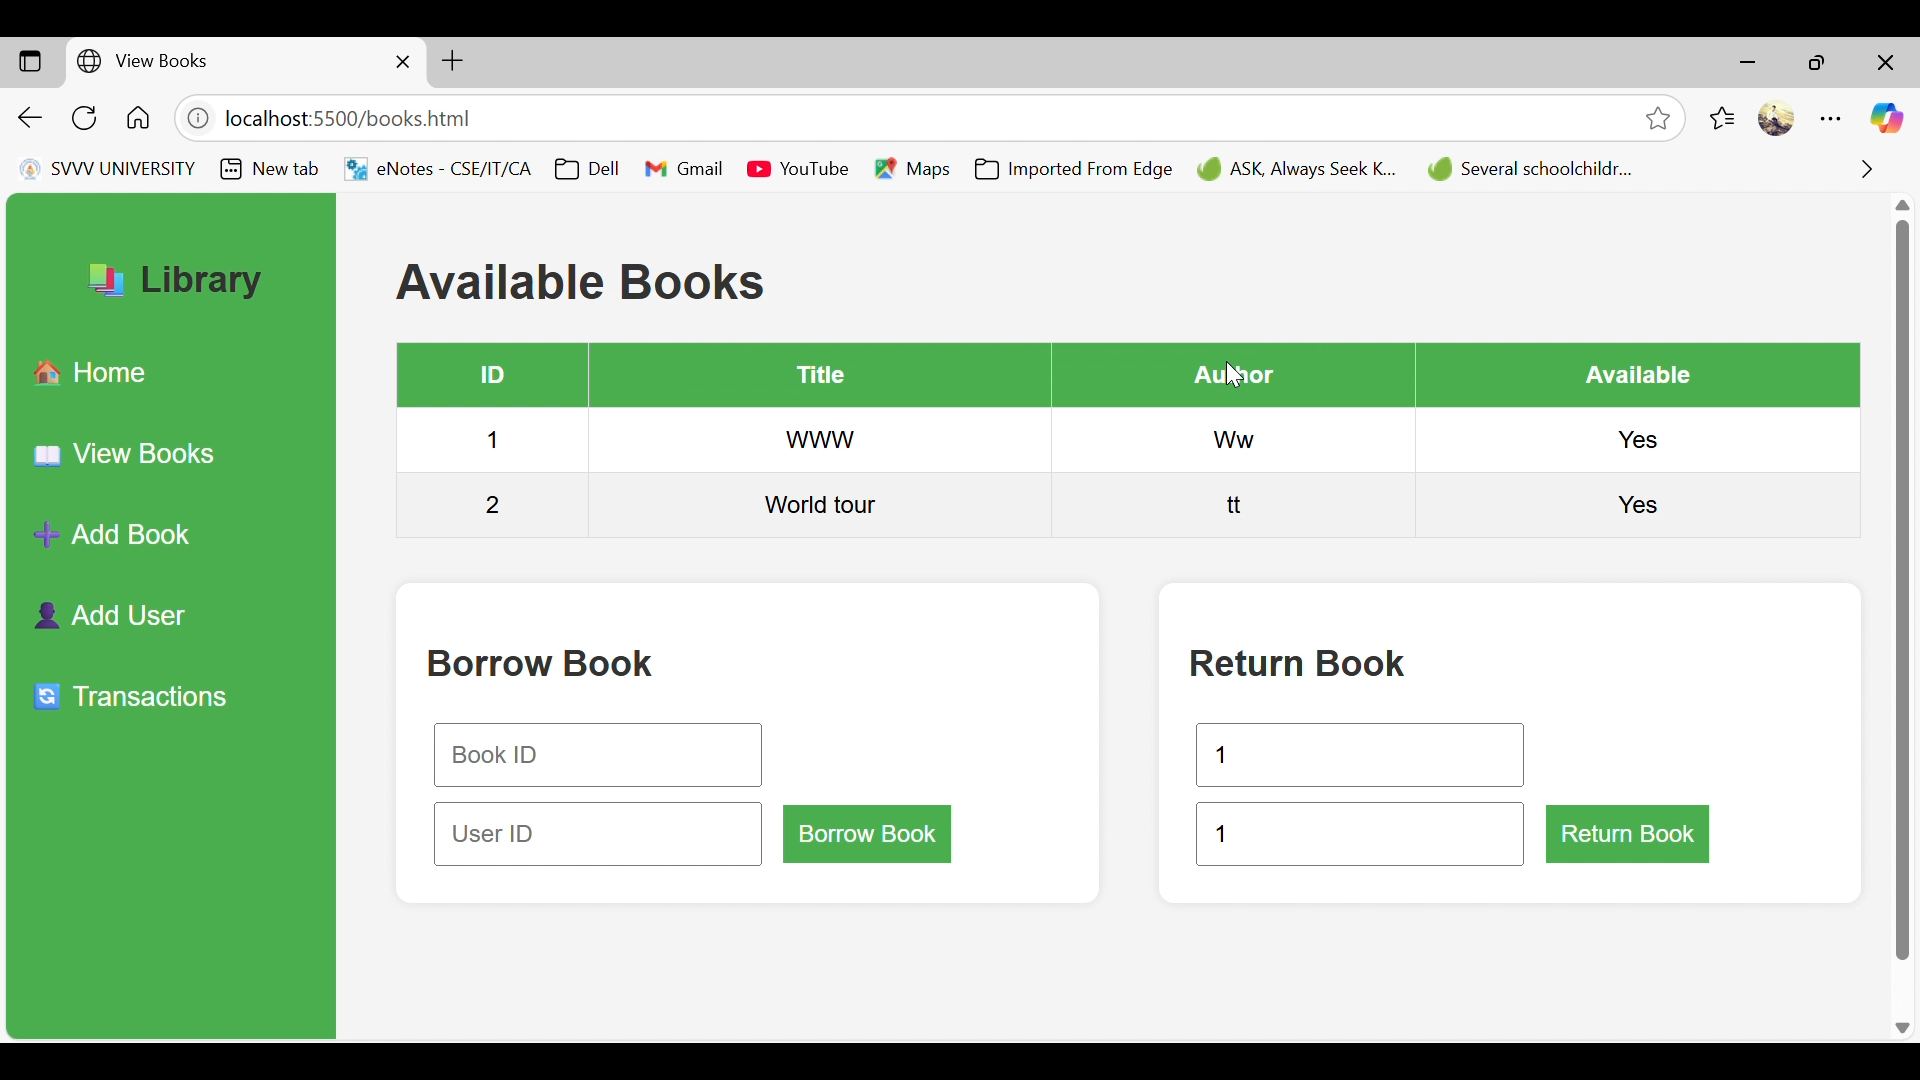 View Books
localhost:5500/books.html
SVVV UNIVERSITY New tab eNotes - CSE/IT/CA Dell Gmail YouTube Maps Imported From Edge ASK, Always Seek K... Several schoolchildr...
Library
Home
View Books
Add Book
Add User
Transactions
Available Books
ID Title Author Available
1 WWW Ww Yes
2 World tour tt Yes
Borrow Book
Book ID
User ID Borrow Book
Return Book
1
1 Return Book